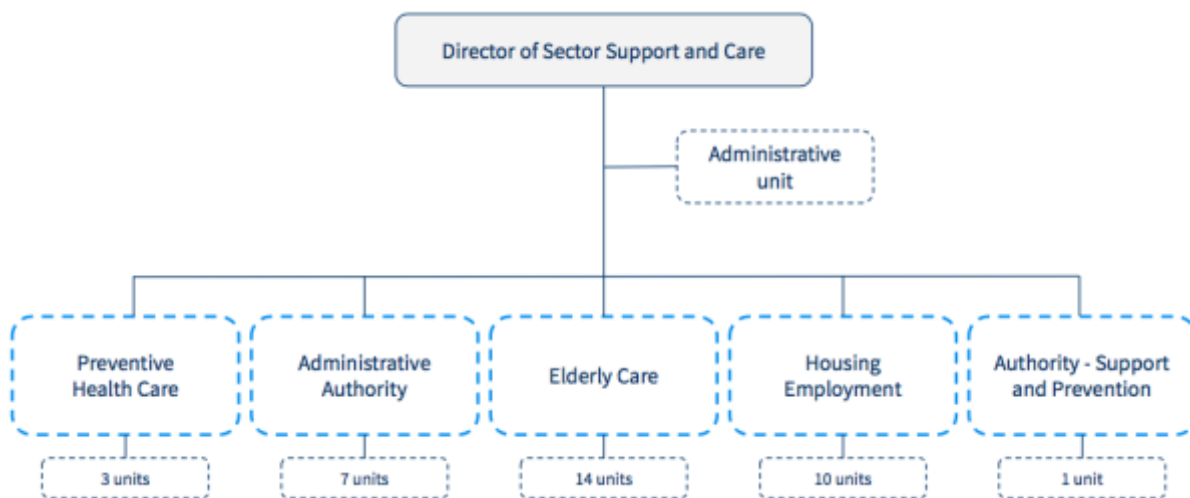 Director of Sector Support and Care
Administrative
unit
Preventive
Health Care
Administrative
Authority
Elderly Care
Housing
Employment
Authority - Support
and Prevention
3 units
7 units
14 units
10 units
1 unit